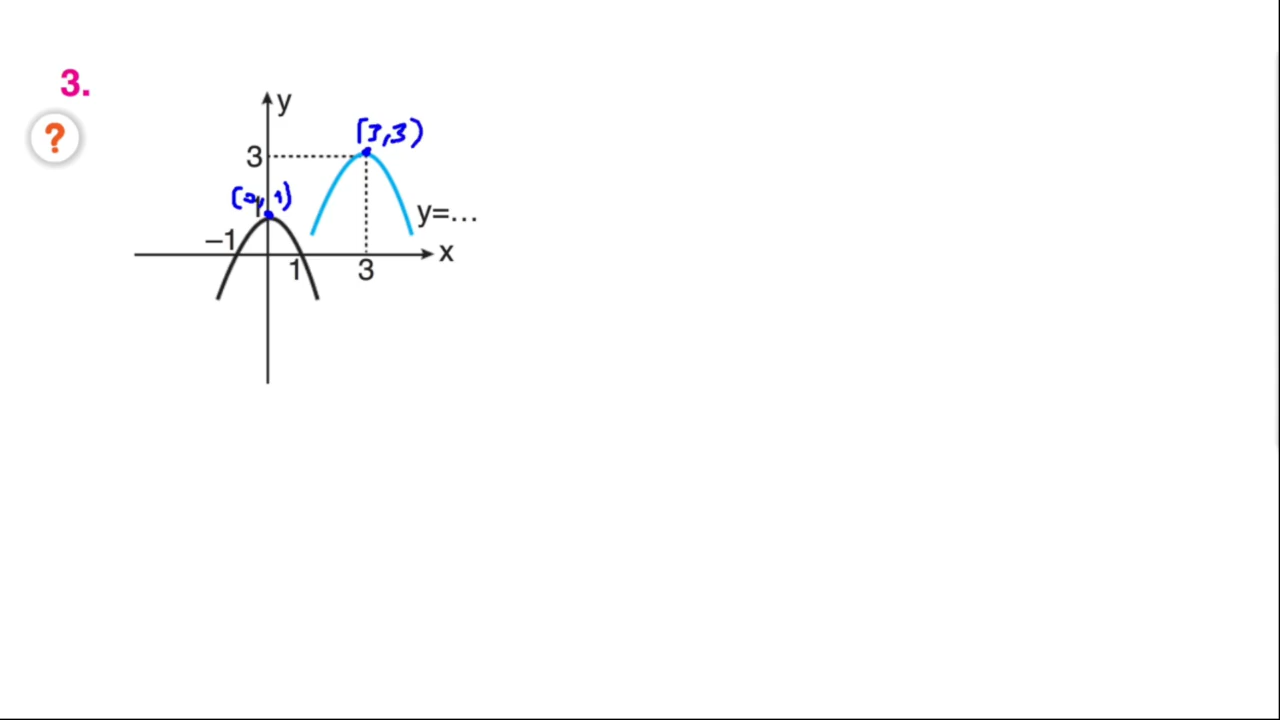 3.
?
y
(3,3)
3
(0,1)
y=...
−1
x
1
3